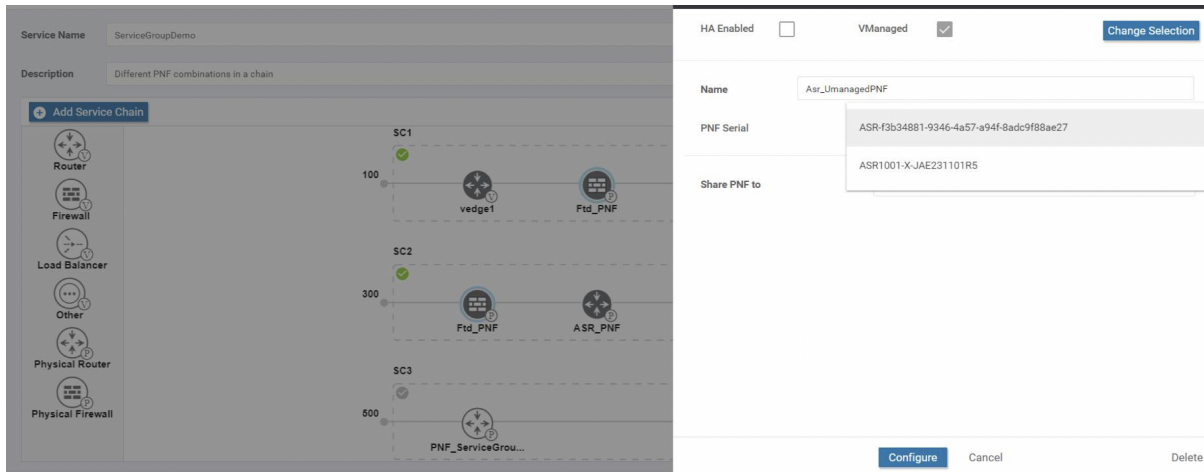 Service Name ServiceGroupDemo
Description Different PNF combinations in a chain
Add Service Chain
Router
V
Firewall
V
Load Balancer
V
Other
V
Physical Router
P
Physical Firewall
P
SC1
100
vedge1
V
Ftd_PNF
P
SC2
300
Ftd_PNF
P
ASR_PNF
P
SC3
500
PNF_ServiceGrou...
P
HA Enabled VManaged Change Selection
Name Asr_UmanagedPNF
PNF Serial ASR-f3b34881-9346-4a57-a94f-8adc9f88ae27
ASR1001-X-JAE231101R5
Share PNF to
Configure Cancel Delete